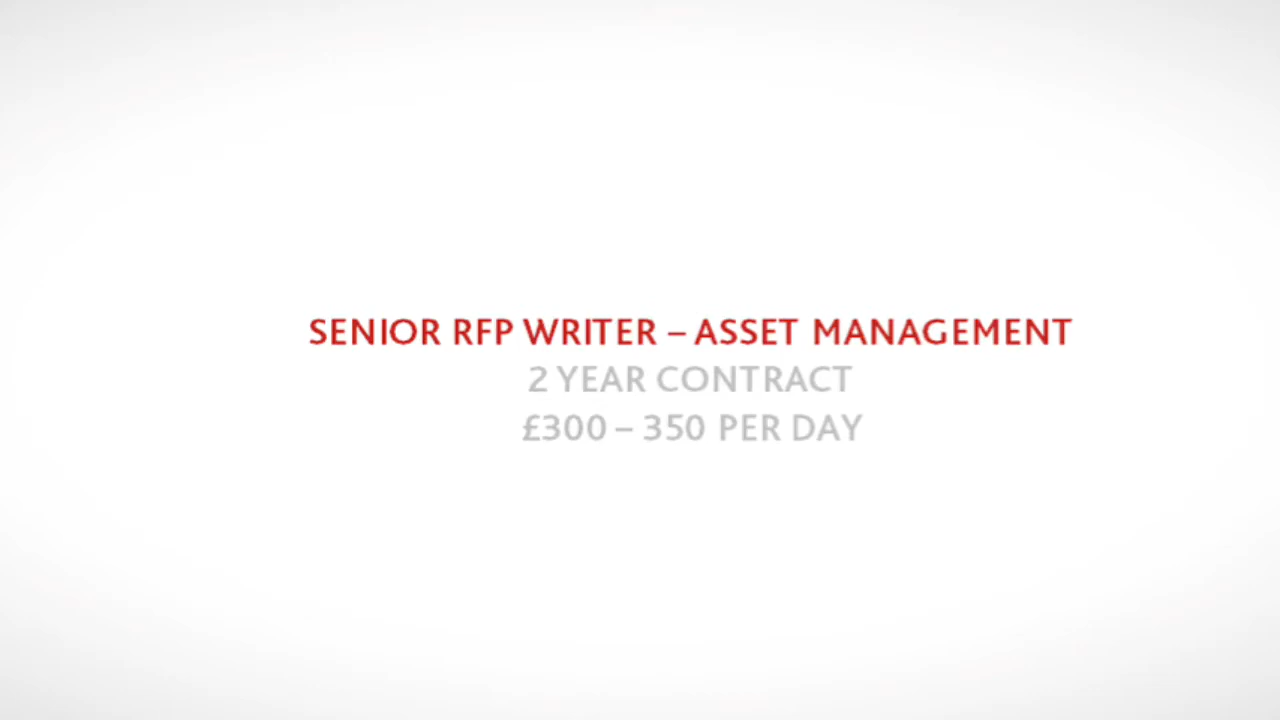 SENIOR RFP WRITER – ASSET MANAGEMENT
2 YEAR CONTRACT
£300 – 350 PER DAY